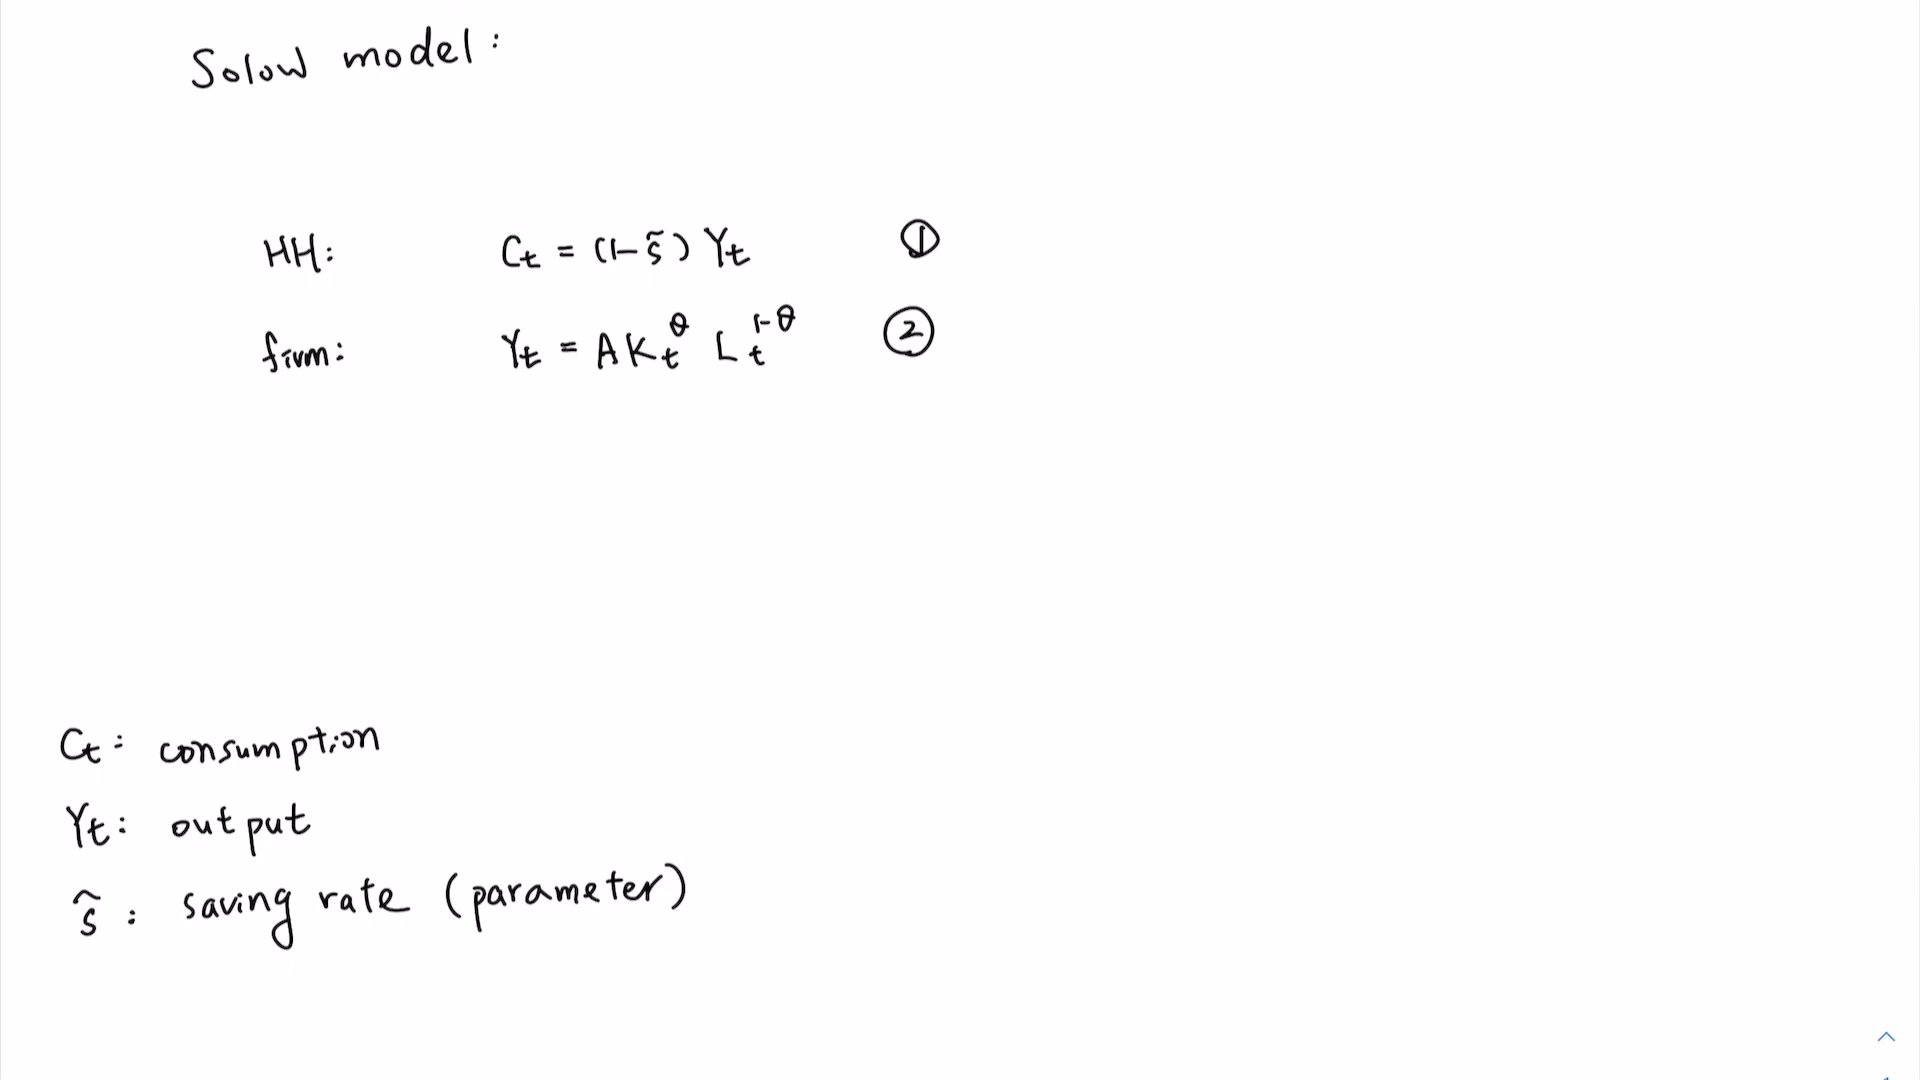 Solow model:
HH: Ct = (1-s̃) Yt ①
firm: Yt = A Kt^θ Lt^1-θ ②
Ct: consumption
Yt: output
s̃: saving rate (parameter)